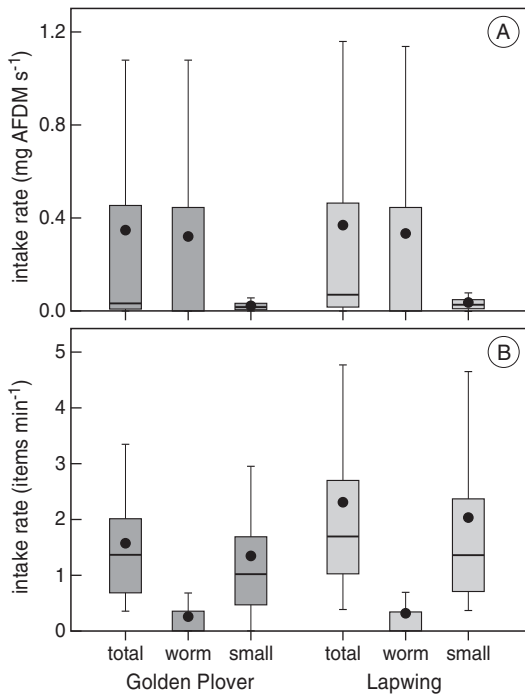 A
intake rate (mg AFDM s⁻¹)
1.2
0.8
0.4
0.0
B
intake rate (items min⁻¹)
5
4
3
2
1
0
total worm small total worm small
Golden Plover Lapwing